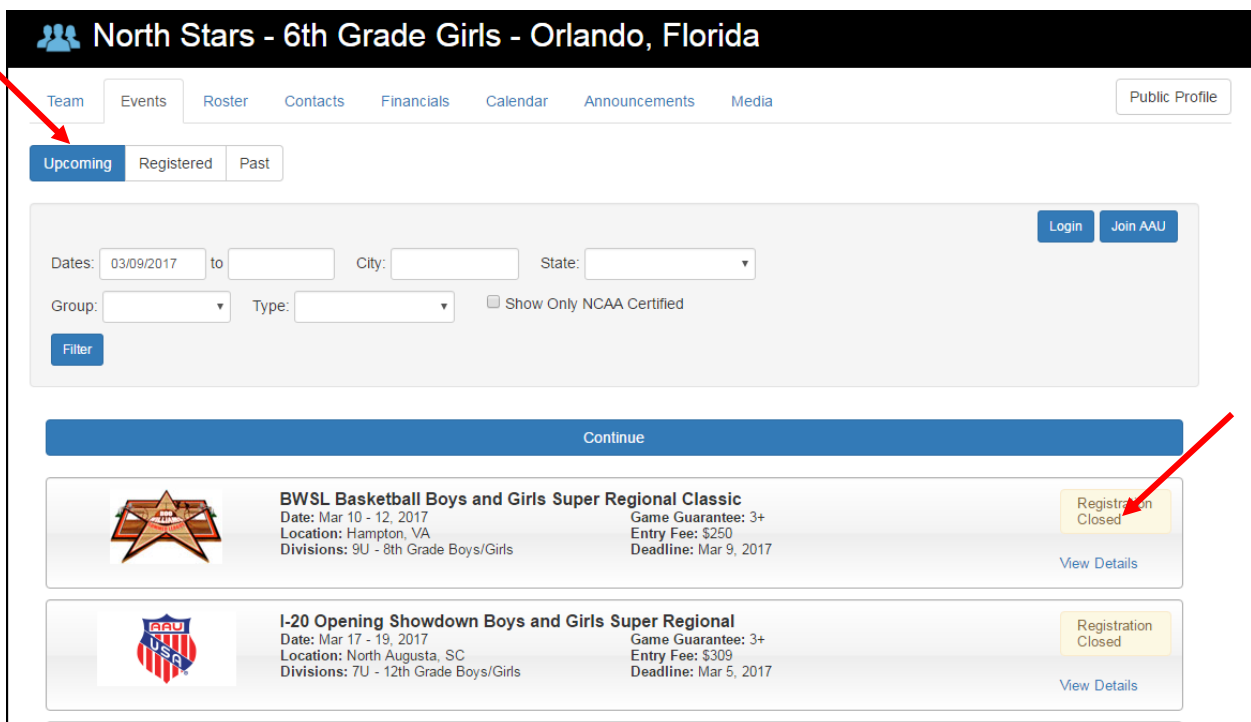 North Stars - 6th Grade Girls - Orlando, Florida
Team Events Roster Contacts Financials Calendar Announcements Media Public Profile
Upcoming Registered Past
Login Join AAU
Dates: 03/09/2017 to City: State:
Group: Type: Show Only NCAA Certified
Filter
Continue
BWSL Basketball Boys and Girls Super Regional Classic
Date: Mar 10 - 12, 2017 Game Guarantee: 3+
Location: Hampton, VA Entry Fee: $250
Divisions: 9U - 8th Grade Boys/Girls Deadline: Mar 9, 2017
Registration
Closed
View Details
AAU
USA
I-20 Opening Showdown Boys and Girls Super Regional
Date: Mar 17 - 19, 2017 Game Guarantee: 3+
Location: North Augusta, SC Entry Fee: $309
Divisions: 7U - 12th Grade Boys/Girls Deadline: Mar 5, 2017
Registration
Closed
View Details